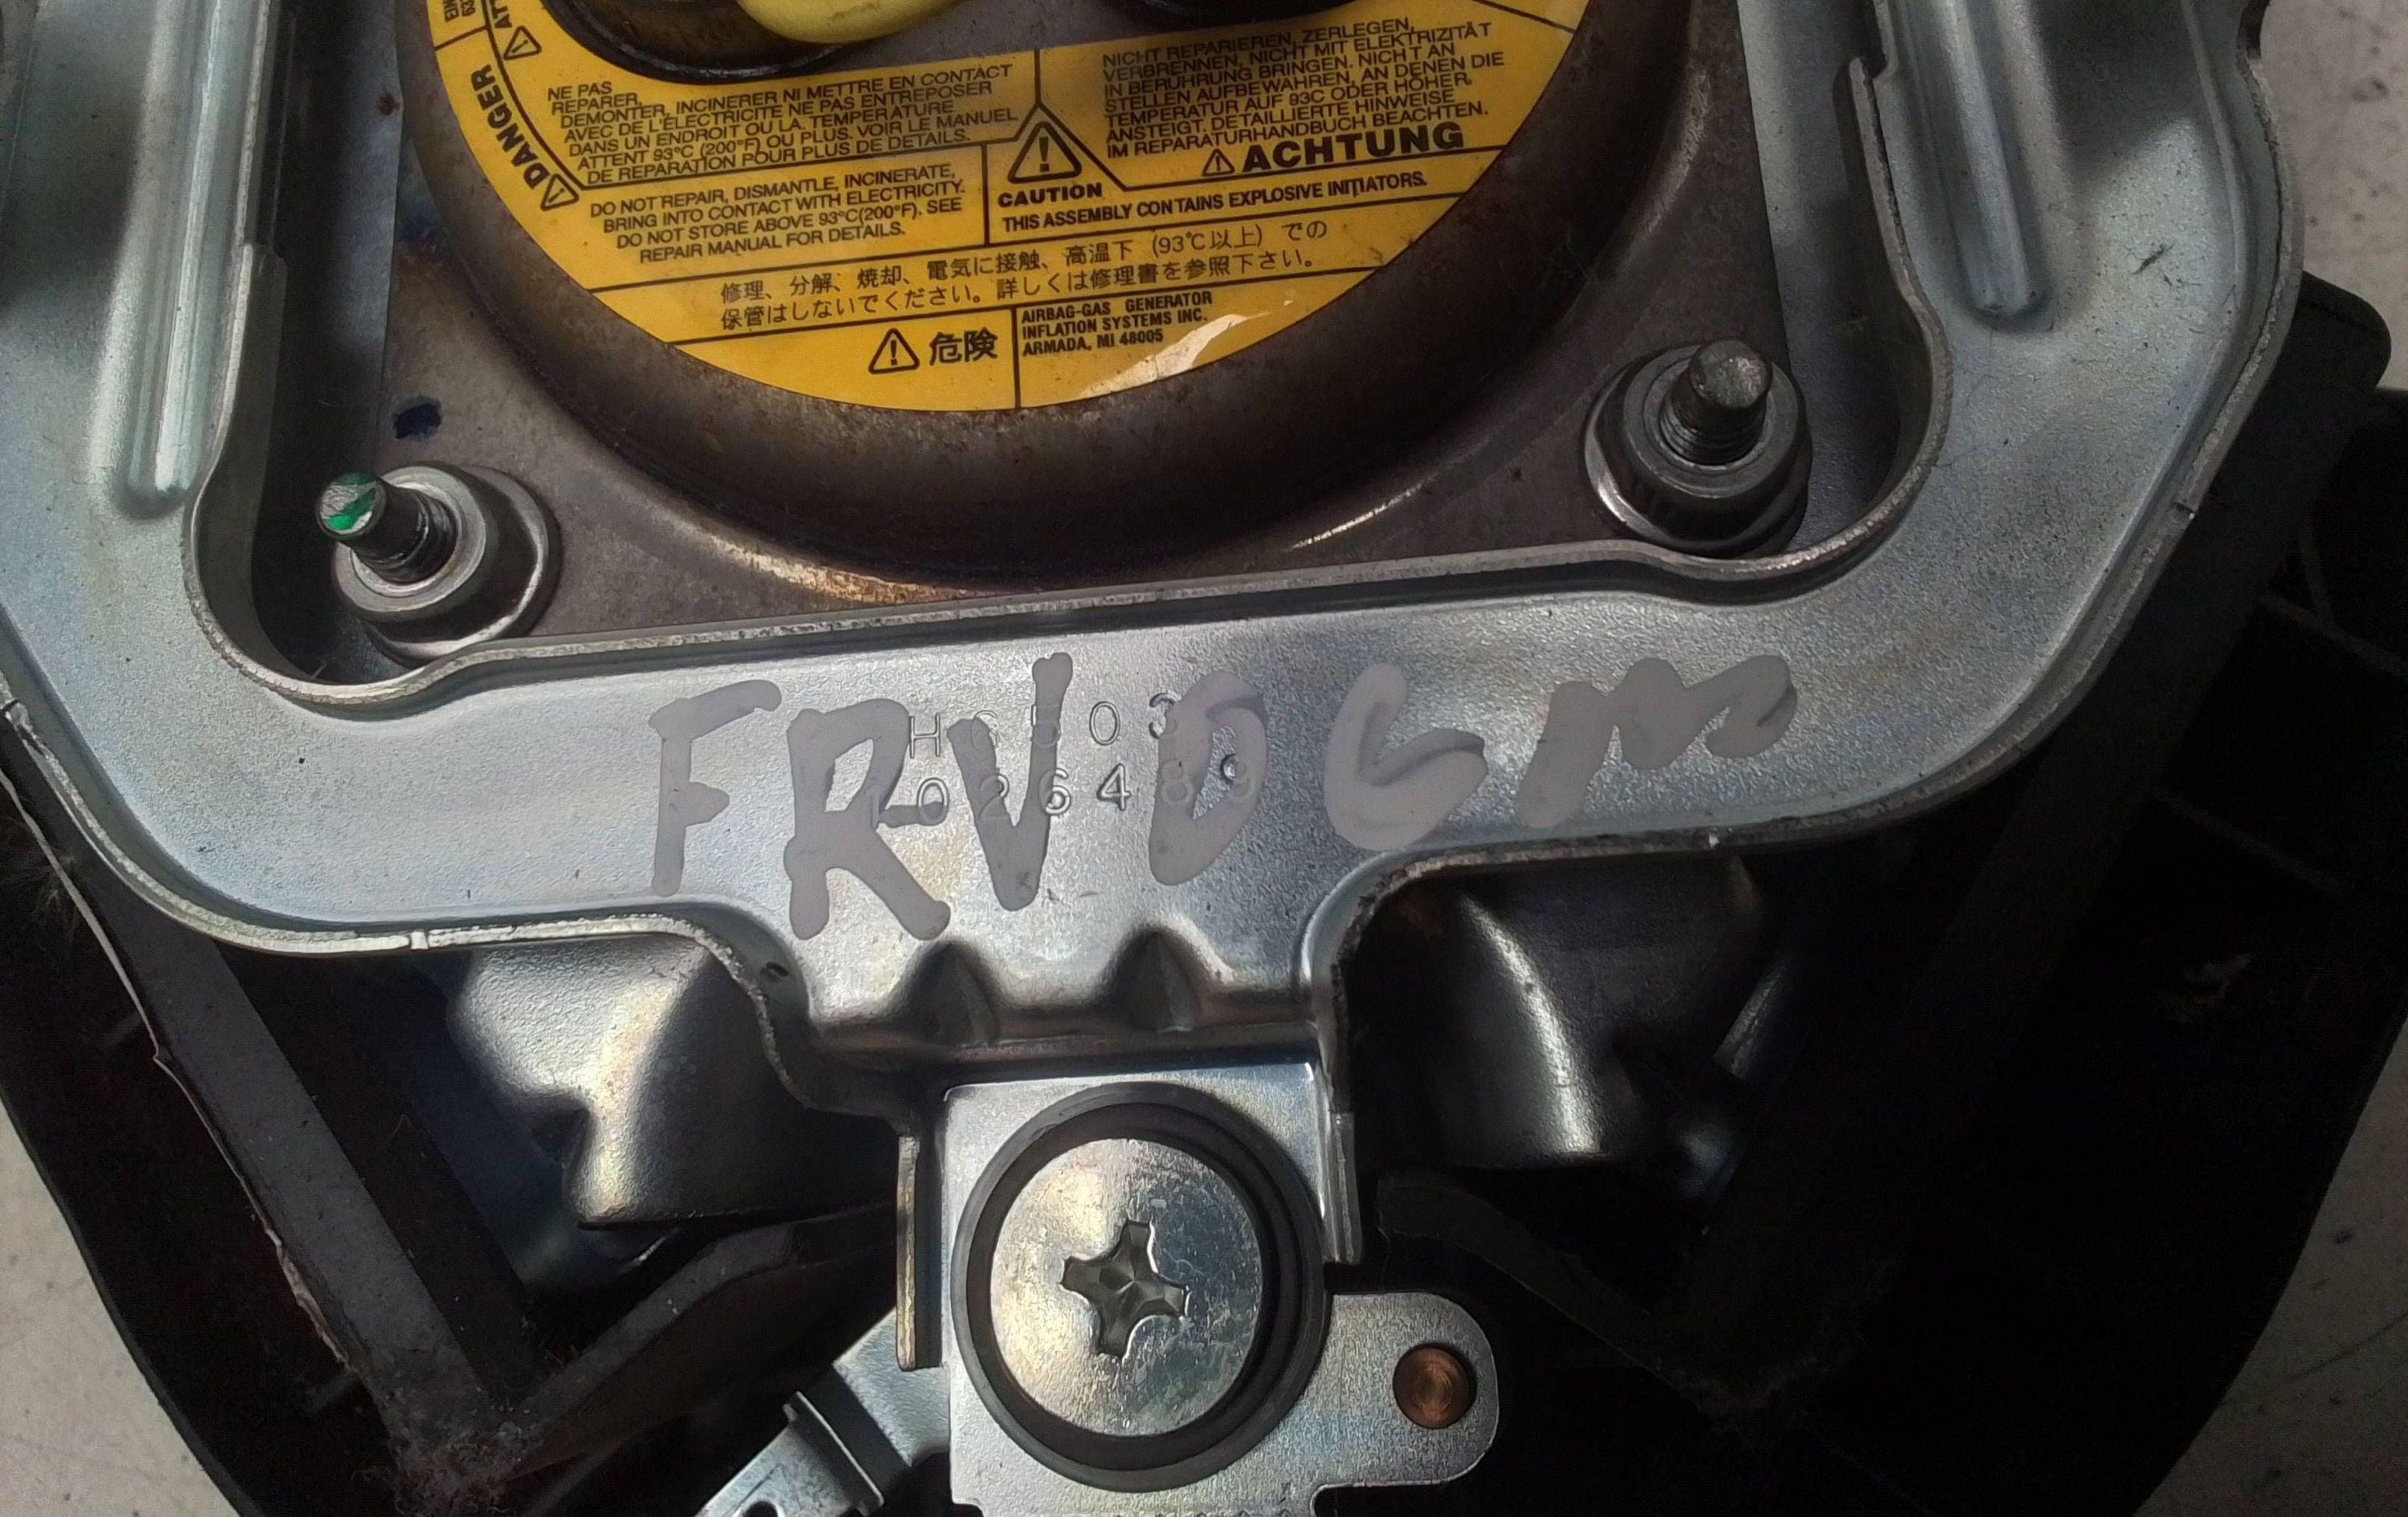 DANGER
NE PAS
REPARER,
DEMONTER, INCINERER NI METTRE EN CONTACT
AVEC DE L'ÉLECTRICITE NE PAS ENTREPOSER
DANS UN ENDROIT OU LA TEMPERATURE
ATTENT 93°C (200°F) OU PLUS. VOIR LE MANUEL
DE REPARATION POUR PLUS DE DETAILS.
NICHT REPARIEREN, ZERLEGEN,
VERBRENNEN, NICHT MIT ELEKTRIZITÄT
IN BERÜHRUNG BRINGEN. NICHT AN
STELLEN AUFBEWAHREN, AN DENEN DIE
TEMPERATUR AUF 93C ODER HÖHER,
ANSTEIGT. DETAILLIERTE HINWEISE
IM REPARATURHANDBUCH BEACHTEN.
ACHTUNG
DO NOT REPAIR, DISMANTLE, INCINERATE,
BRING INTO CONTACT WITH ELECTRICITY.
DO NOT STORE ABOVE 93°C(200°F). SEE
REPAIR MANUAL FOR DETAILS.
CAUTION
THIS ASSEMBLY CONTAINS EXPLOSIVE INITIATORS.
修理、分解、焼却、電気に接触、高温下（93℃以上）での
保管はしないでください。詳しくは修理書を参照下さい。
危険
AIRBAG-GAS GENERATOR
INFLATION SYSTEMS INC.
ARMADA, MI 48005
H6503
1026489
FRV